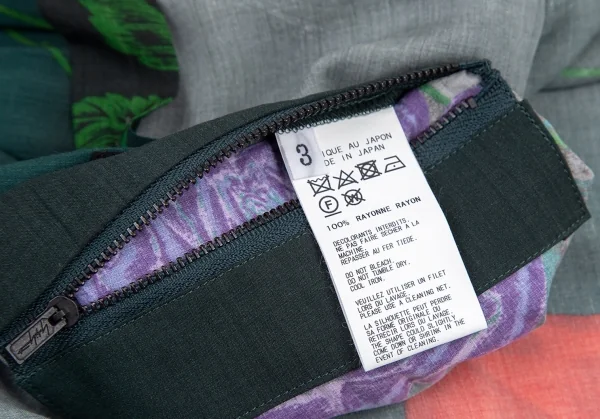 3
IQUE AU JAPON
DE IN JAPAN
F W
100% RAYONNE RAYON
DECOLORANTS INTERDITS.
NE PAS FAIRE SECHER A LA
MACHINE.
REPASSER AU FER TIEDE.
DO NOT BLEACH.
DO NOT TUMBLE DRY.
COOL IRON.
VEUILLEZ UTILISER UN FILET
LORS DU LAVAGE.
PLEASE USE A CLEANING NET.
LA SILHOUETTE PEUT PERDRE
SA FORME ORIGINALE OU
RETRECIR LORS DU LAVAGE.
THE SHAPE COULD SLIGHTLY
COME DOWN OR SHRINK IN THE
EVENT OF CLEANING.